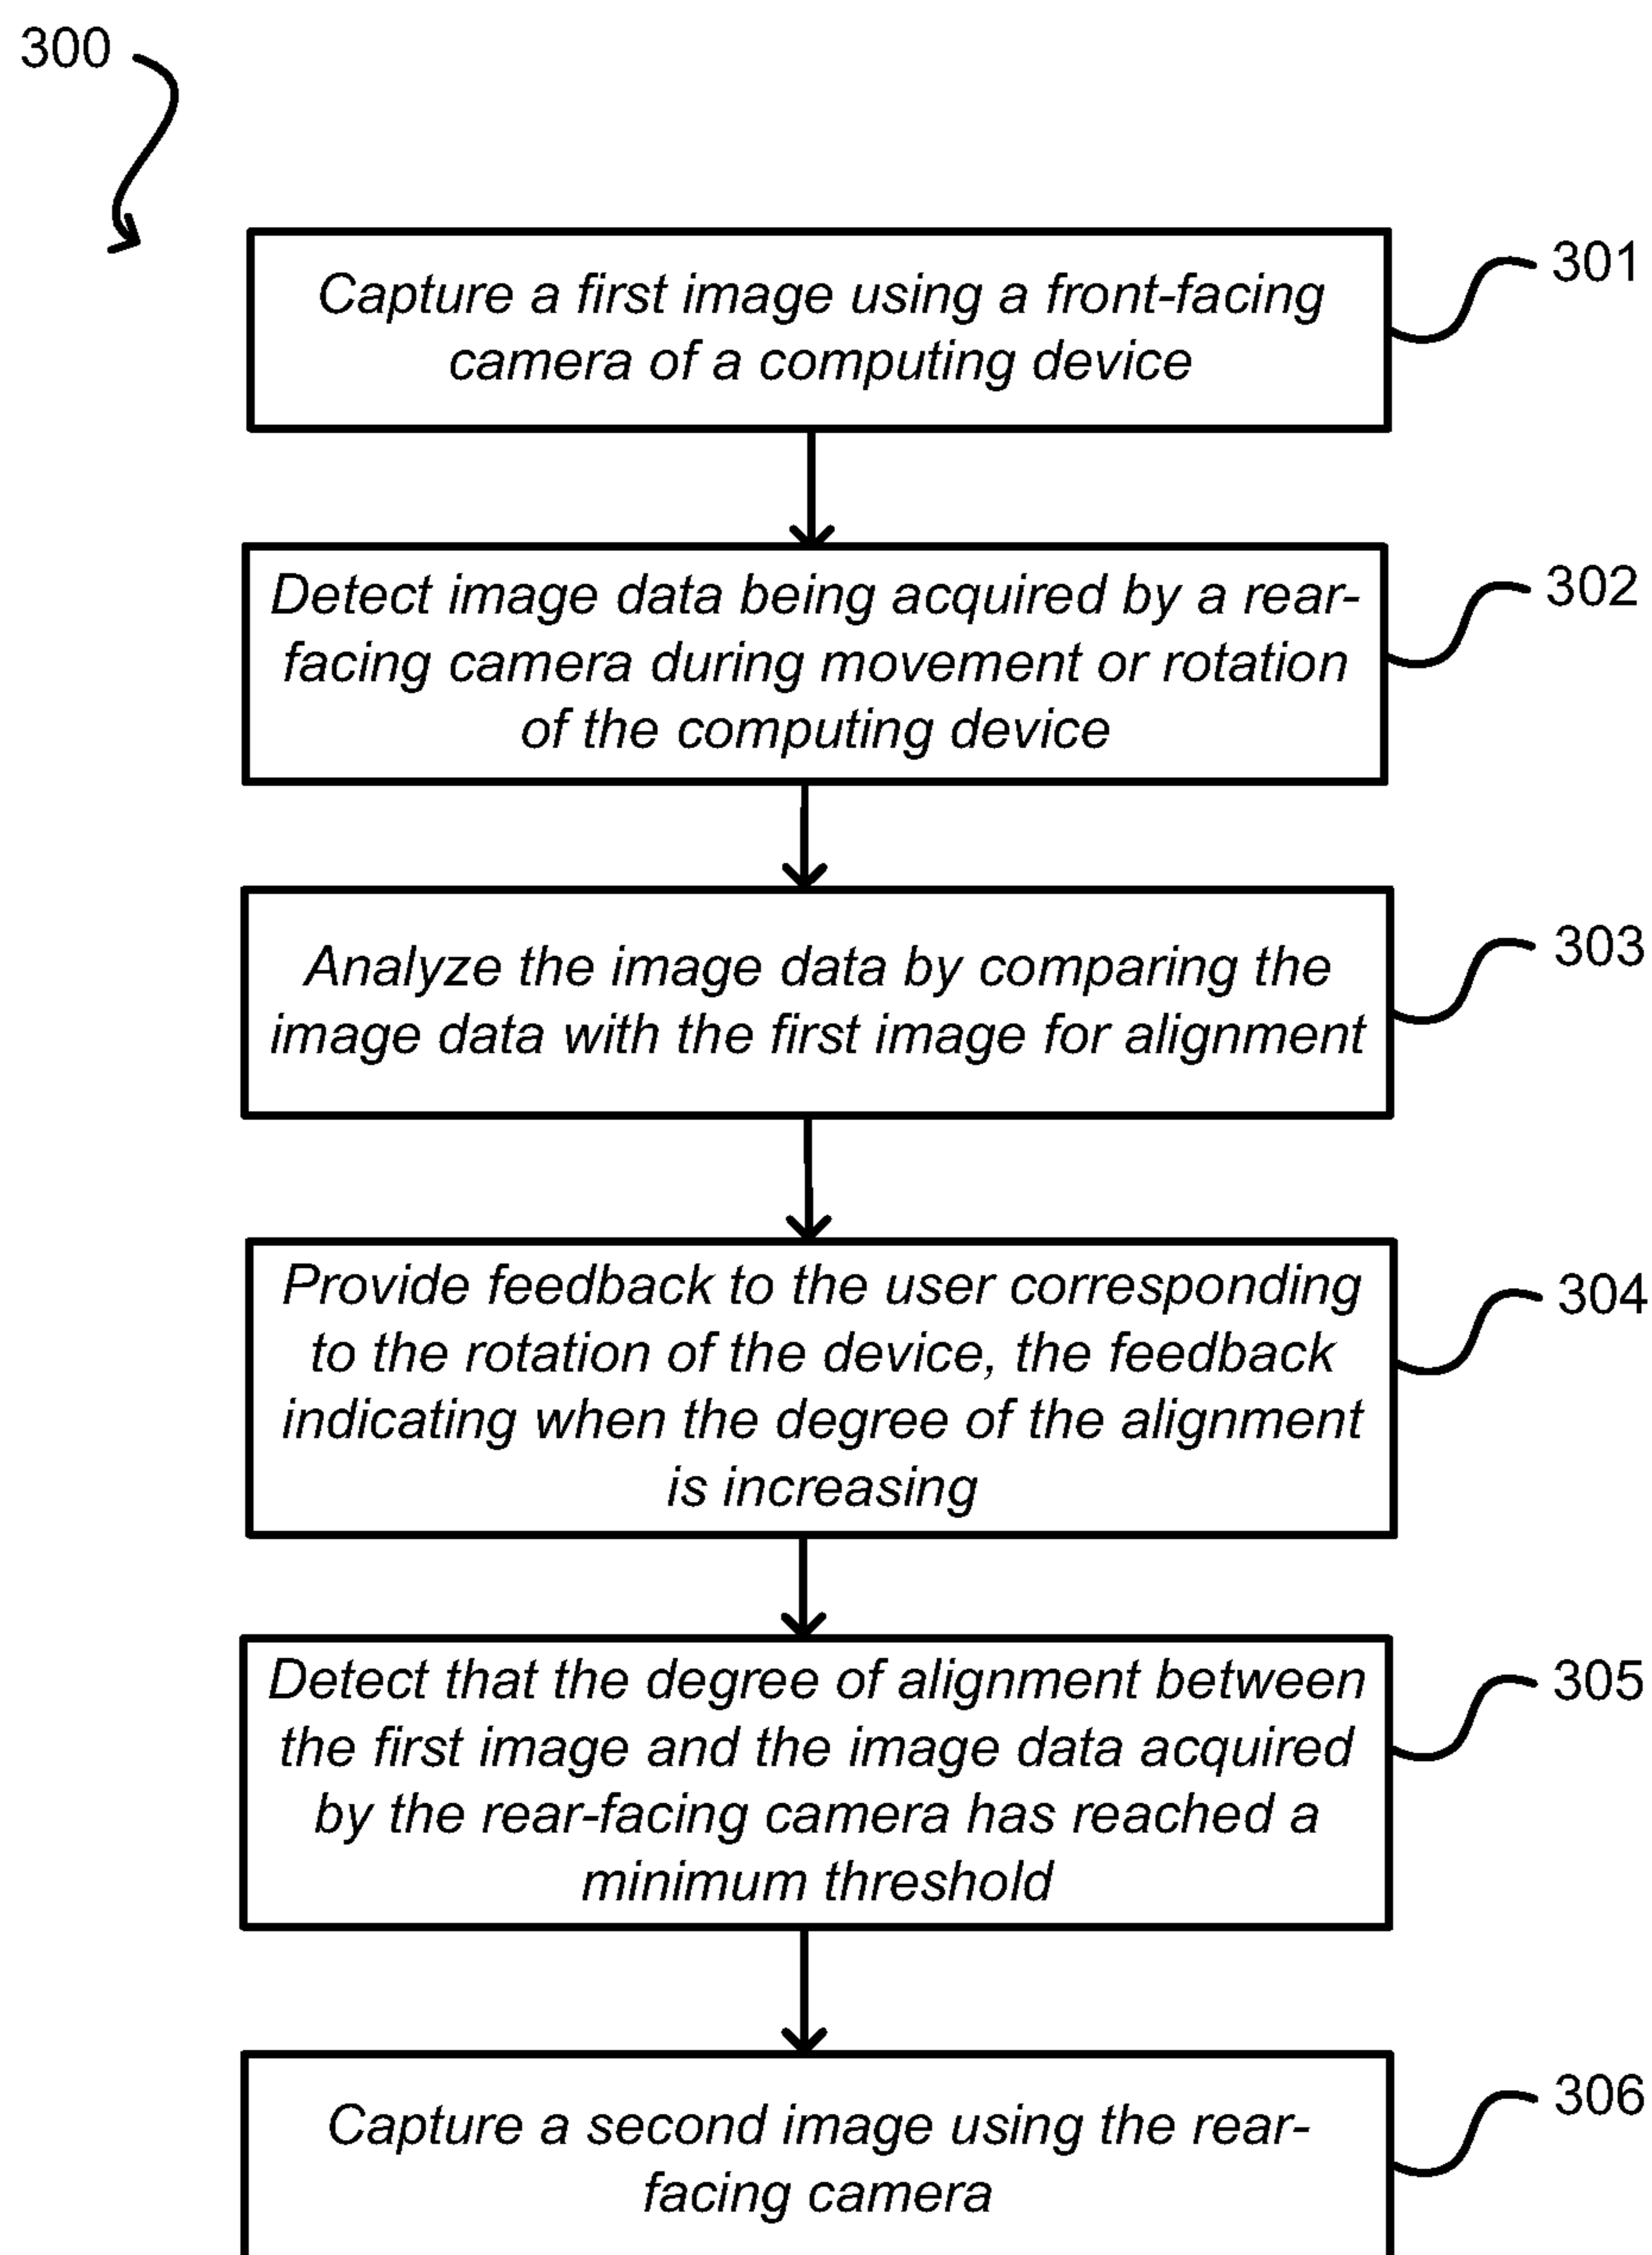 300
301
Capture a first image using a front-facing
camera of a computing device
302
Detect image data being acquired by a rear-
facing camera during movement or rotation
of the computing device
303
Analyze the image data by comparing the
image data with the first image for alignment
304
Provide feedback to the user corresponding
to the rotation of the device, the feedback
indicating when the degree of the alignment
is increasing
305
Detect that the degree of alignment between
the first image and the image data acquired
by the rear-facing camera has reached a
minimum threshold
306
Capture a second image using the rear-
facing camera